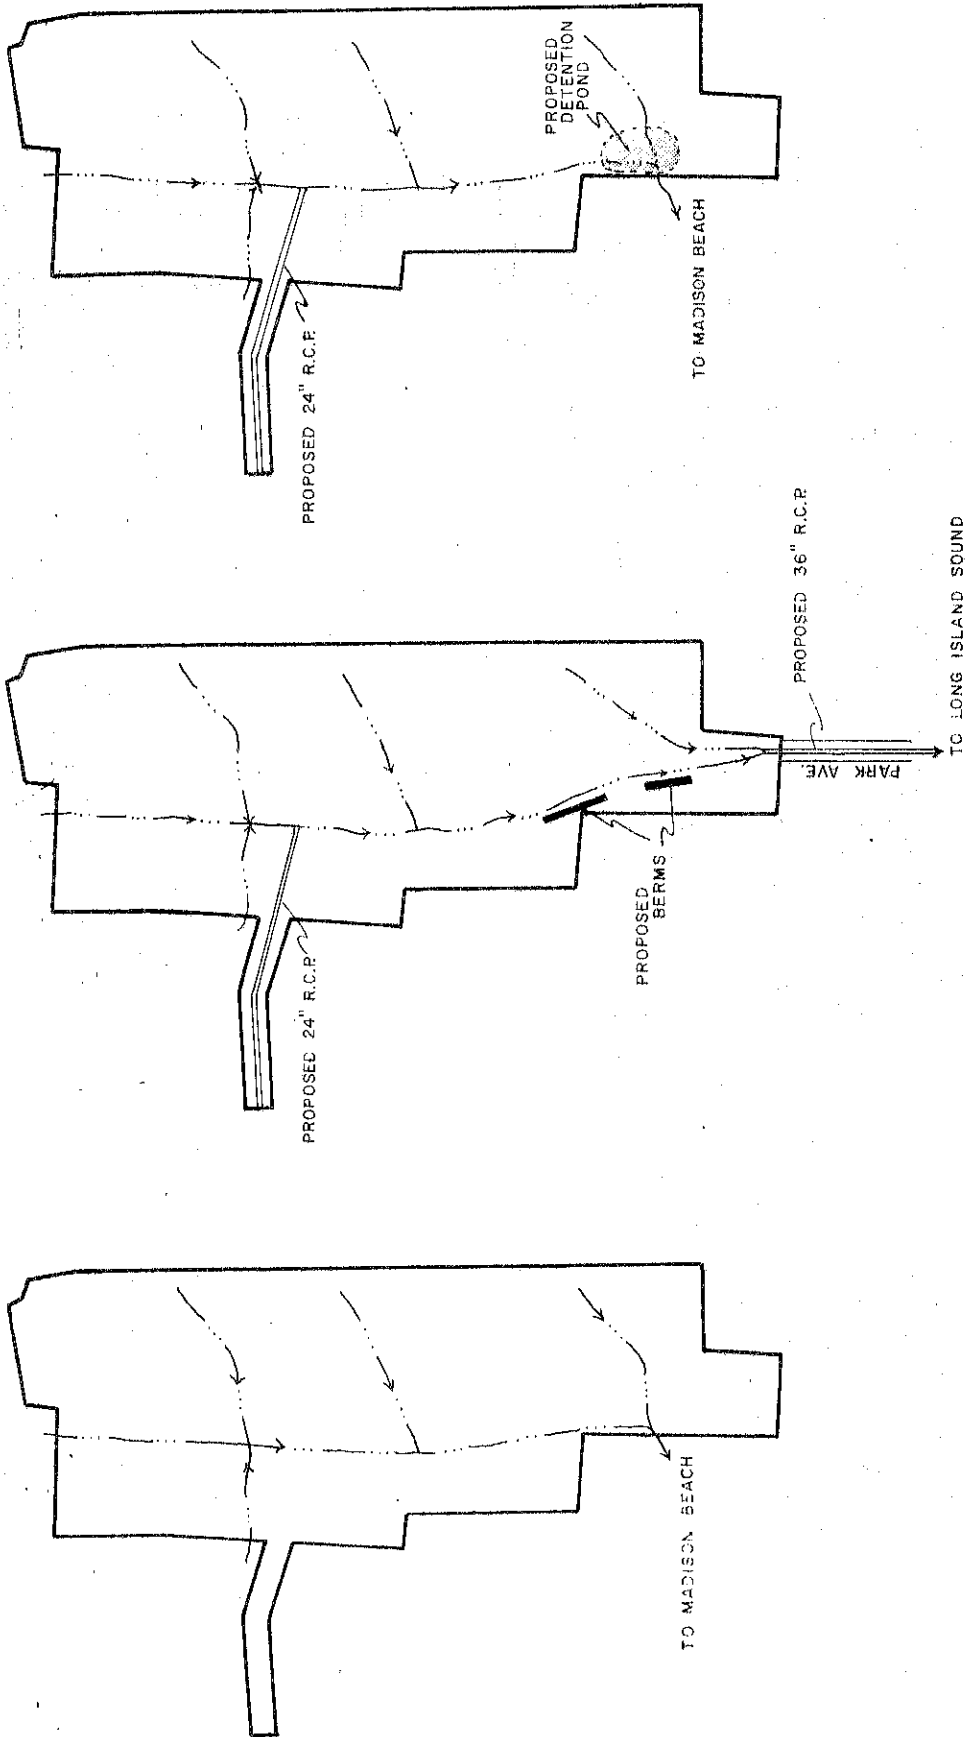 PROPOSED
DETENTION
POND
TO MADISON BEACH
PROPOSED 24" R.C.P.
PROPOSED 36" R.C.P.
PARK AVE.
TO LONG ISLAND SOUND
PROPOSED
BERMS
PROPOSED 24" R.C.P.
TO MADISON BEACH